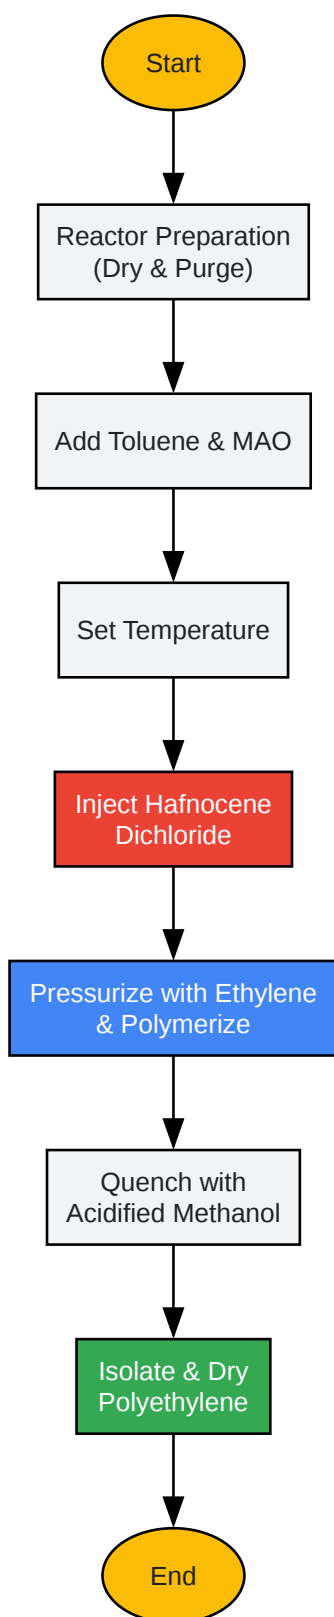 Start
Reactor Preparation
(Dry & Purge)
Add Toluene & MAO
Set Temperature
Inject Hafnocene
Dichloride
Pressurize with Ethylene
& Polymerize
Quench with
Acidified Methanol
Isolate & Dry
Polyethylene
End